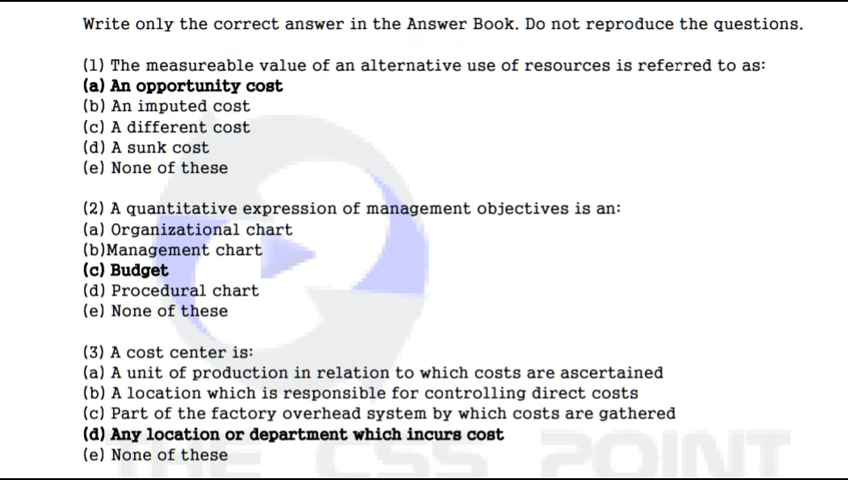 Write only the correct answer in the Answer Book. Do not reproduce the questions.
(1) The measureable value of an alternative use of resources is referred to as:
(a) An opportunity cost
(b) An imputed cost
(c) A different cost
(d) A sunk cost
(e) None of these
(2) A quantitative expression of management objectives is an:
(a) Organizational chart
(b)Management chart
(c) Budget
(d) Procedural chart
(e) None of these
(3) A cost center is:
(a) A unit of production in relation to which costs are ascertained
(b) A location which is responsible for controlling direct costs
(c) Part of the factory overhead system by which costs are gathered
(d) Any location or department which incurs cost
(e) None of these
THE CSS POINT